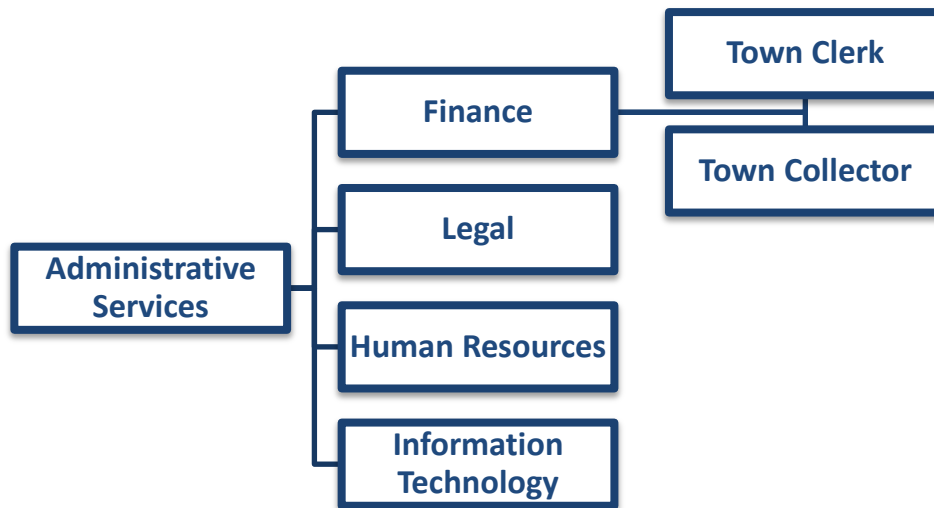 Town Clerk
Finance
Town Collector
Legal
Administrative
Services
Human Resources
Information
Technology